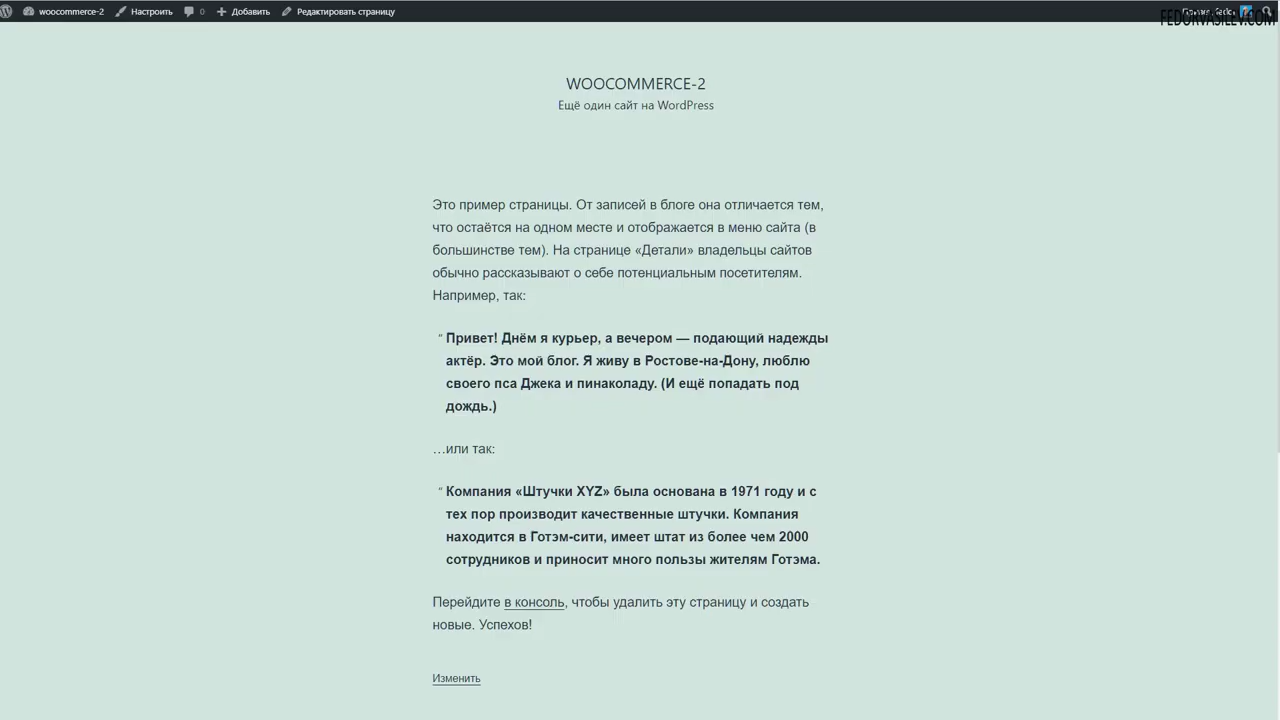 woocommerce-2 Настроить 0 Добавить Редактировать страницу
FEDORVASILEV.COM
WOOCOMMERCE-2
Ещё один сайт на WordPress
Это пример страницы. От записей в блоге она отличается тем,
что остаётся на одном месте и отображается в меню сайта (в
большинстве тем). На странице «Детали» владельцы сайтов
обычно рассказывают о себе потенциальным посетителям.
Например, так:
" Привет! Днём я курьер, а вечером — подающий надежды
актёр. Это мой блог. Я живу в Ростове-на-Дону, люблю
своего пса Джека и пинаколаду. (И ещё попадать под
дождь.)
…или так:
" Компания «Штучки XYZ» была основана в 1971 году и с
тех пор производит качественные штучки. Компания
находится в Готэм-сити, имеет штат из более чем 2000
сотрудников и приносит много пользы жителям Готэма.
Перейдите в консоль, чтобы удалить эту страницу и создать
новые. Успехов!
Изменить